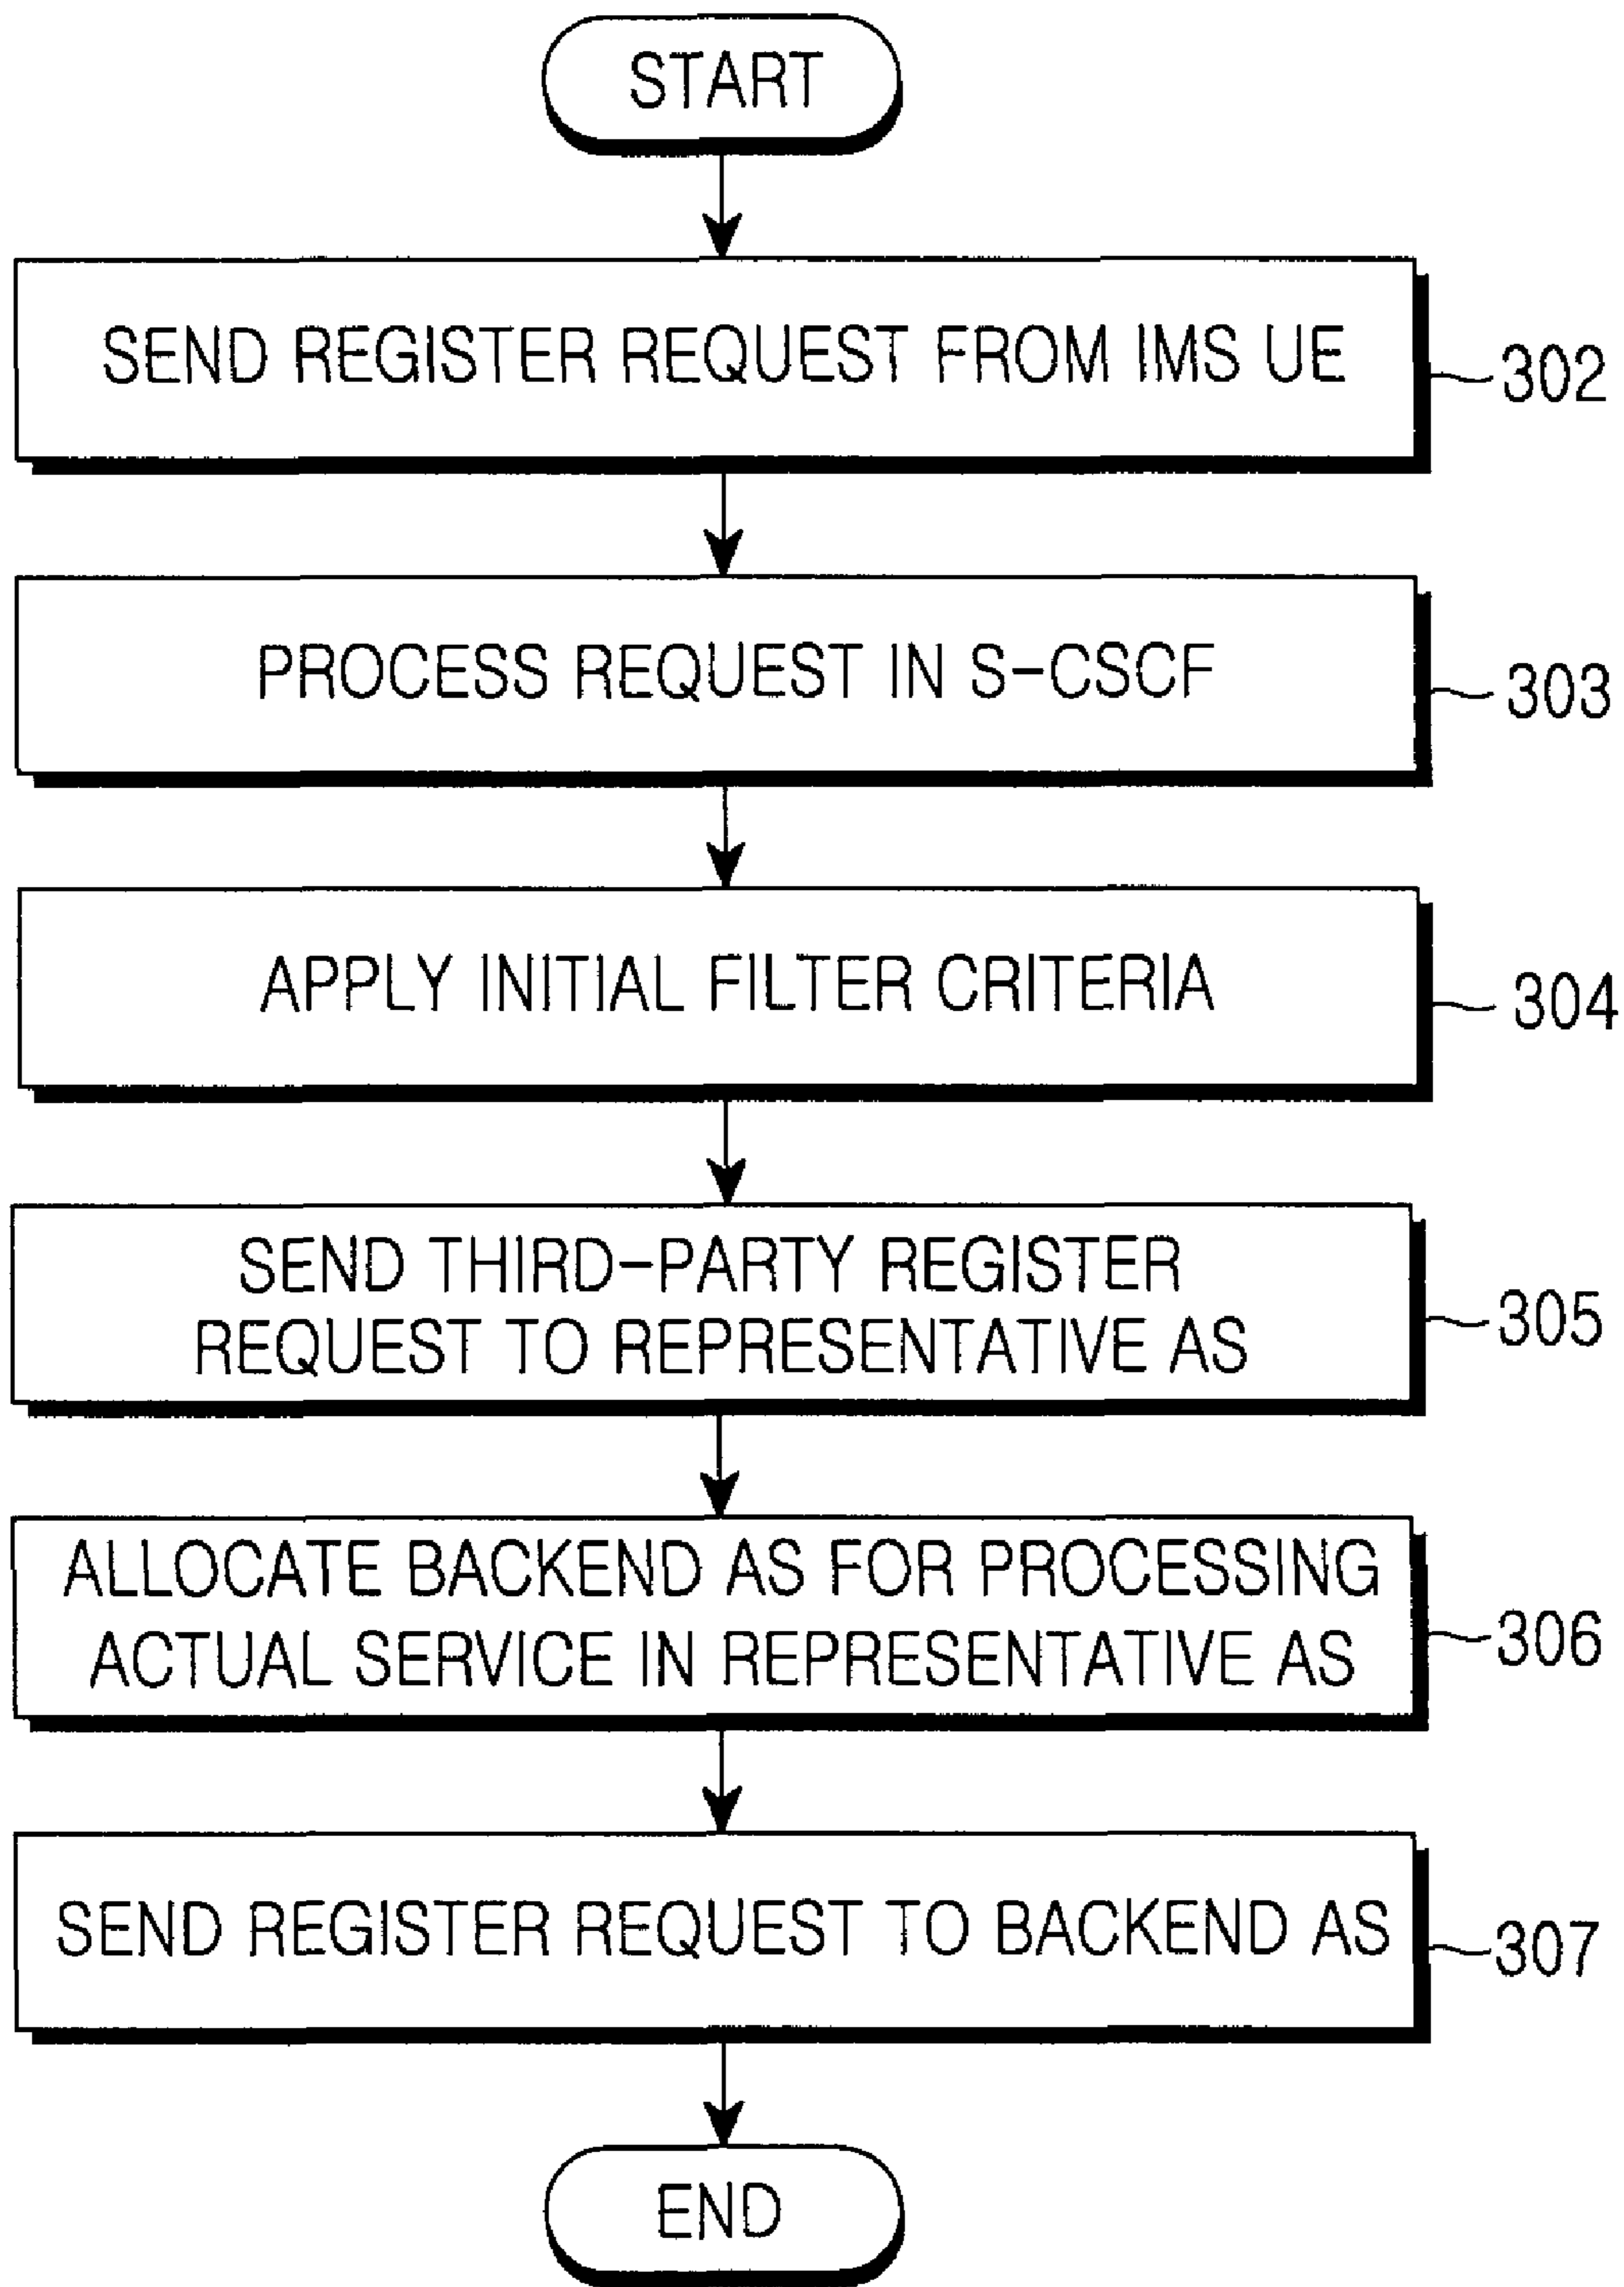 START
SEND REGISTER REQUEST FROM IMS UE
302
PROCESS REQUEST IN S-CSCF
303
APPLY INITIAL FILTER CRITERIA
304
SEND THIRD-PARTY REGISTER
REQUEST TO REPRESENTATIVE AS
305
ALLOCATE BACKEND AS FOR PROCESSING
ACTUAL SERVICE IN REPRESENTATIVE AS
306
SEND REGISTER REQUEST TO BACKEND AS
307
END